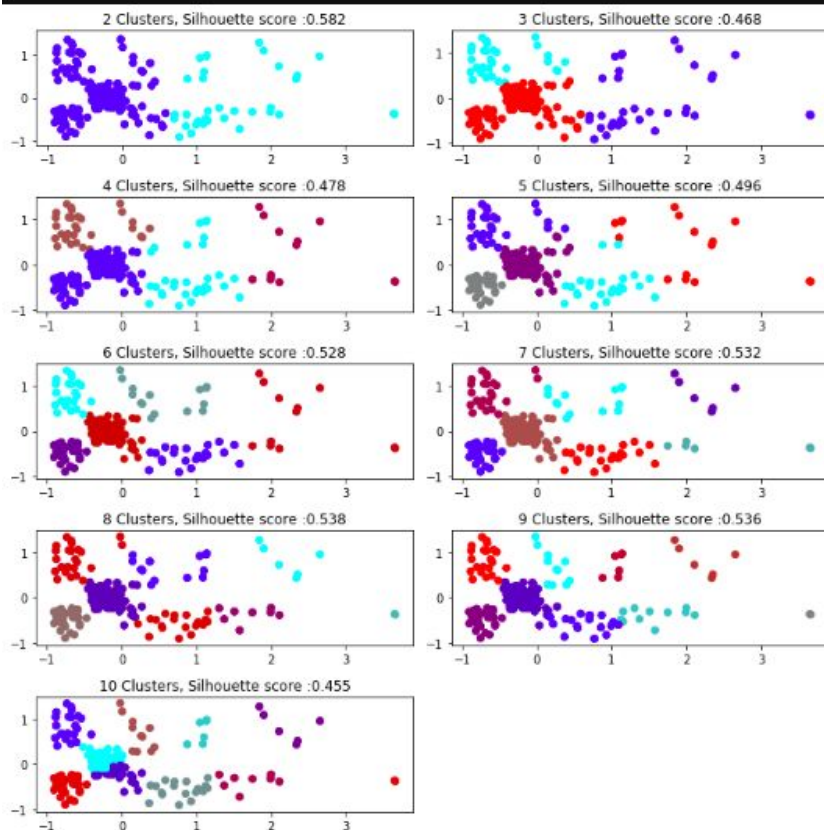 2 Clusters, Silhouette score :0.582
1
0
−1
−1 0 1 2 3
3 Clusters, Silhouette score :0.468
1
0
−1
−1 0 1 2 3
4 Clusters, Silhouette score :0.478
1
0
−1
−1 0 1 2 3
5 Clusters, Silhouette score :0.496
1
0
−1
−1 0 1 2 3
6 Clusters, Silhouette score :0.528
1
0
−1
−1 0 1 2 3
7 Clusters, Silhouette score :0.532
1
0
−1
−1 0 1 2 3
8 Clusters, Silhouette score :0.538
1
0
−1
−1 0 1 2 3
9 Clusters, Silhouette score :0.536
1
0
−1
−1 0 1 2 3
10 Clusters, Silhouette score :0.455
1
0
−1
−1 0 1 2 3